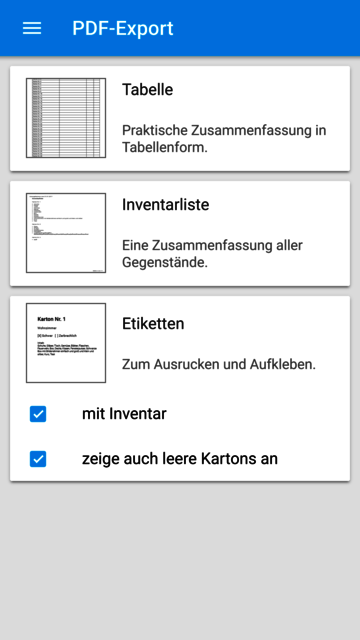 PDF-Export
Tabelle
Praktische Zusammenfassung in
Tabellenform.
Inventarliste
Eine Zusammenfassung aller
Gegenstände.
Karton Nr. 1
Etiketten
Zum Ausrucken und Aufkleben.
mit Inventar
zeige auch leere Kartons an